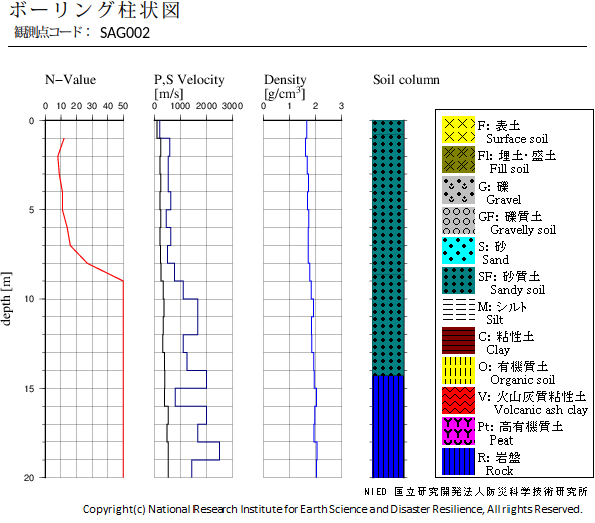 ボーリング柱状図
観測点コード： SAG002
N−Value
P,S Velocity
[m/s]
Density
[g/cm3]
Soil column
0 10 20 30 40 50
0 1000 2000 3000
0 1 2 3
depth [m]
0
5
10
15
20
F: 表土
Surface soil
Fl: 埋土・盛土
Fill soil
G: 礫
Gravel
GF: 礫質土
Gravelly soil
S: 砂
Sand
SF: 砂質土
Sandy soil
M: シルト
Silt
C: 粘性土
Clay
O: 有機質土
Organic soil
V: 火山灰質粘性土
Volcanic ash clay
Pt: 高有機質土
Peat
R: 岩盤
Rock
NIED 国立研究開発法人防災科学技術研究所
Copyright(c) National Research Institute for Earth Science and Disaster Resilience, All rights Reserved.